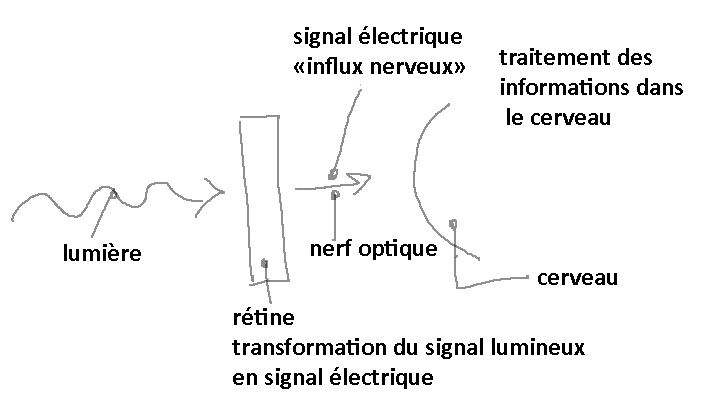 signal électrique
«influx nerveux»
traitement des
informations dans
le cerveau
lumière
nerf optique
cerveau
rétine
transformation du signal lumineux
en signal électrique